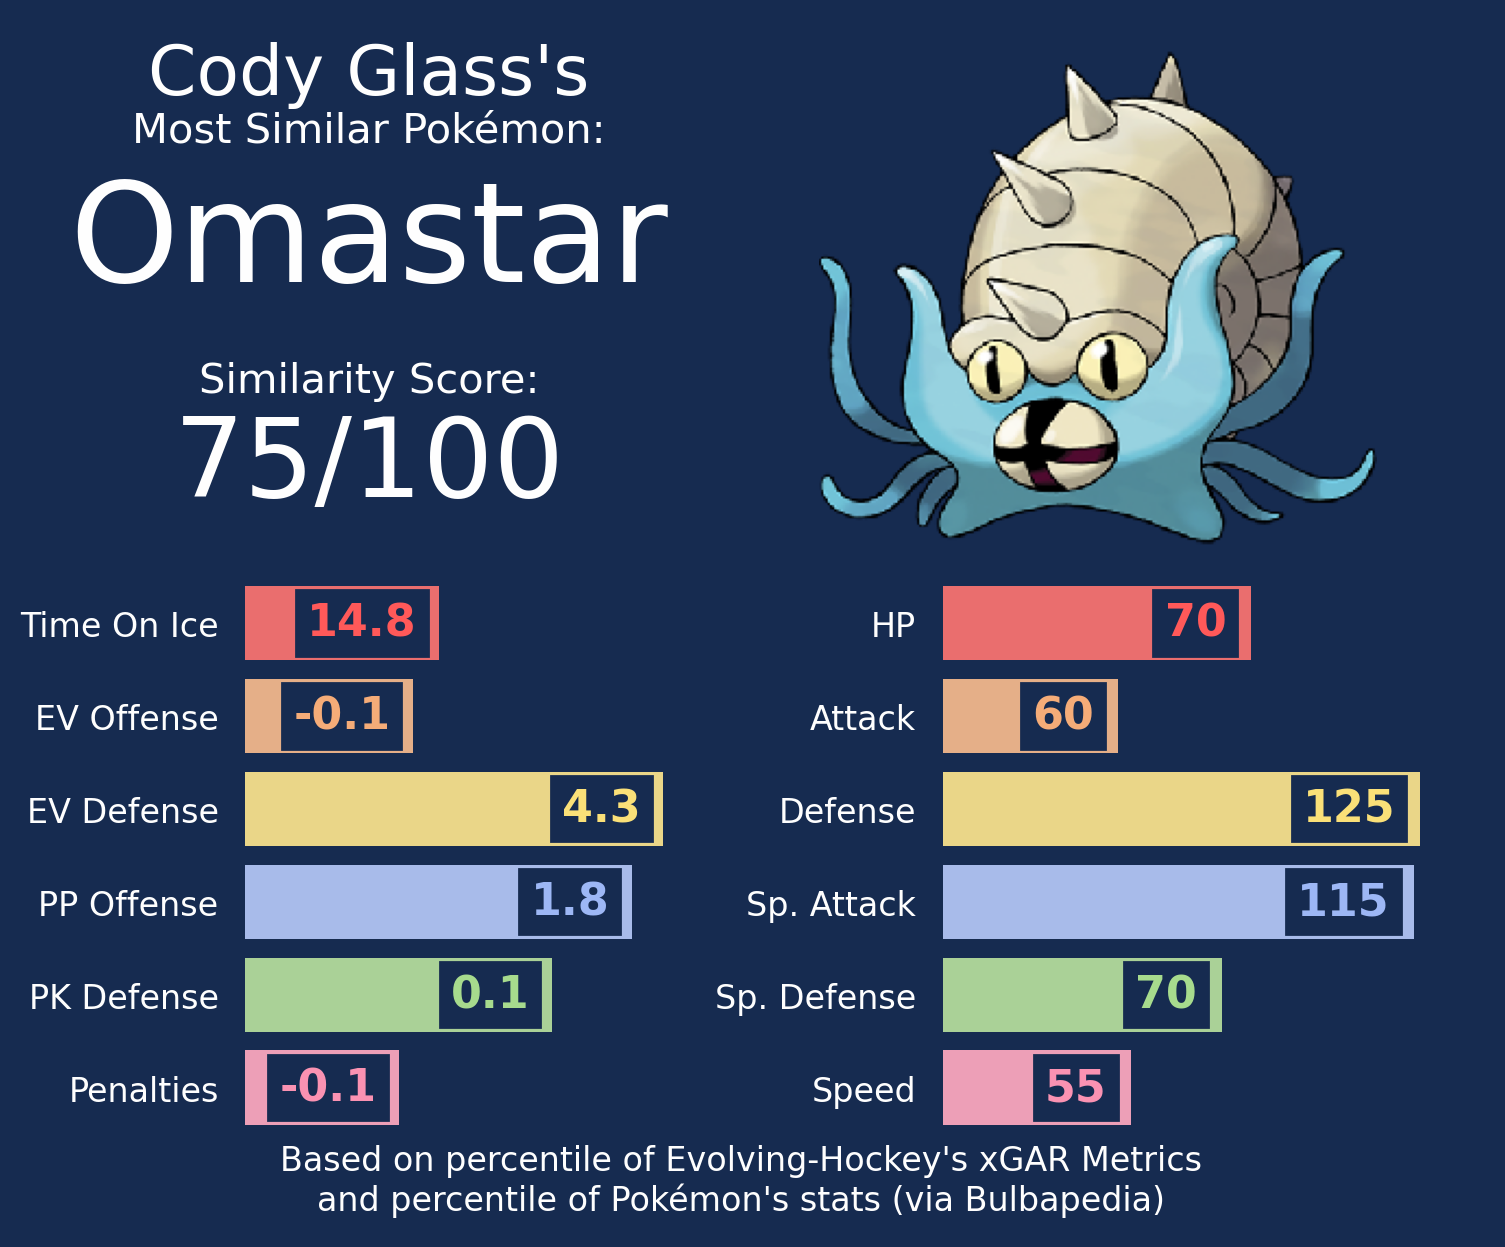 Cody Glass's
Most Similar Pokémon:
Omastar
Similarity Score:
75/100
Time On Ice 14.8
EV Offense -0.1
EV Defense 4.3
PP Offense 1.8
PK Defense 0.1
Penalties -0.1
HP 70
Attack 60
Defense 125
Sp. Attack 115
Sp. Defense 70
Speed 55
Based on percentile of Evolving-Hockey's xGAR Metrics
and percentile of Pokémon's stats (via Bulbapedia)